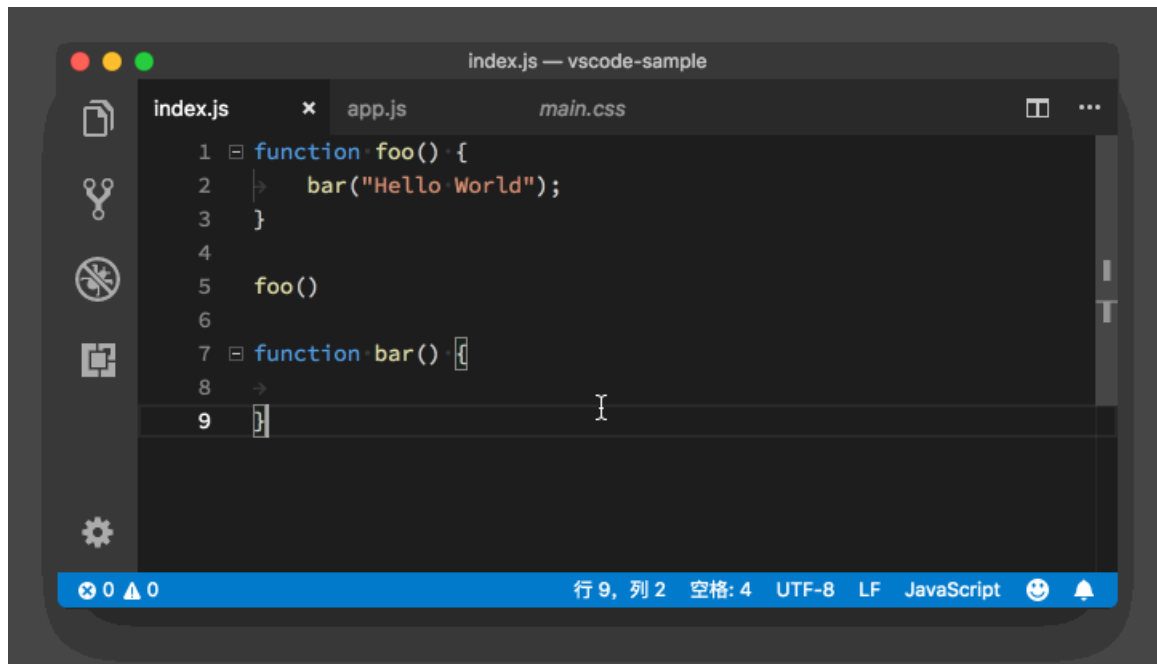 index.js — vscode-sample
index.js × app.js main.css
1 function foo() {
2 bar("Hello World");
3 }
4
5 foo()
6
7 function bar() {
8
9 }
0 0 行 9，列 2 空格: 4 UTF-8 LF JavaScript